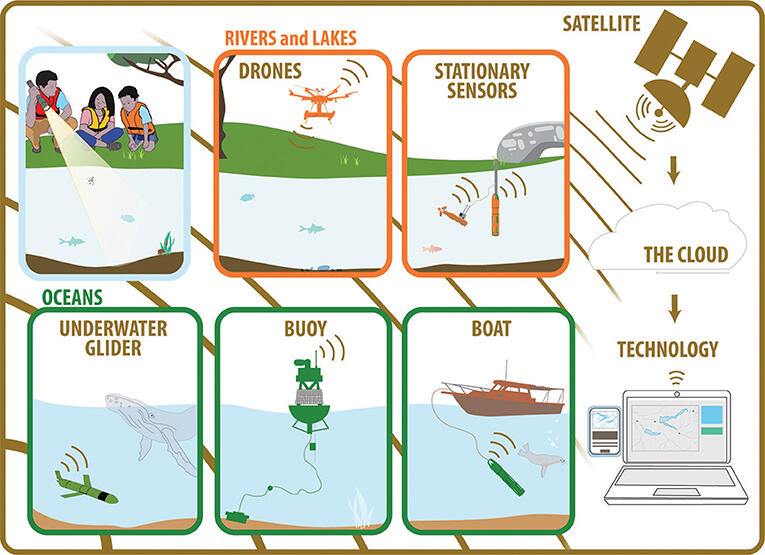 RIVERS and LAKES
DRONES
STATIONARY
SENSORS
SATELLITE
THE CLOUD
OCEANS
UNDERWATER
GLIDER
BUOY
BOAT
TECHNOLOGY